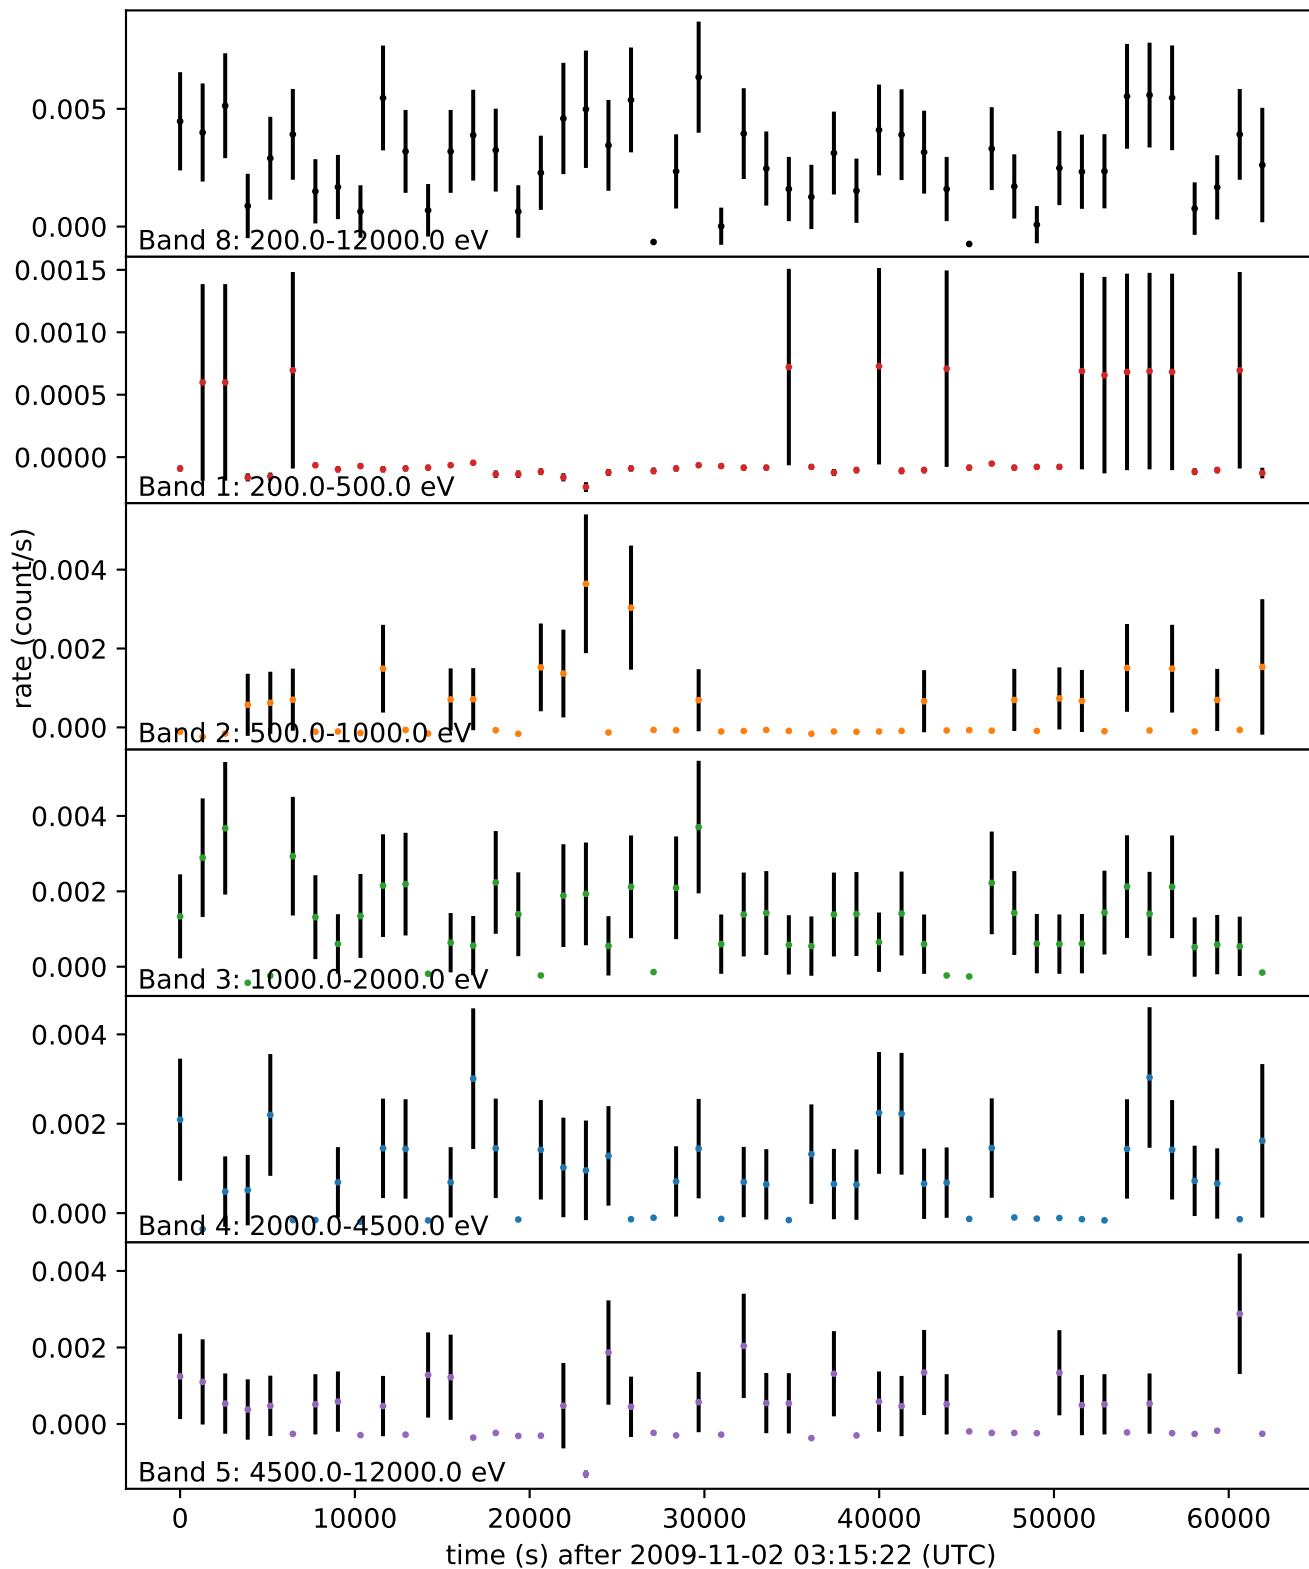 0.005
0.000
Band 8: 200.0-12000.0 eV
0.0015
0.0010
0.0005
0.0000
Band 1: 200.0-500.0 eV
rate (count/s)
0.004
0.002
0.000
Band 2: 500.0-1000.0 eV
0.004
0.002
0.000
Band 3: 1000.0-2000.0 eV
0.004
0.002
0.000
Band 4: 2000.0-4500.0 eV
0.004
0.002
0.000
Band 5: 4500.0-12000.0 eV
0 10000 20000 30000 40000 50000 60000
time (s) after 2009-11-02 03:15:22 (UTC)